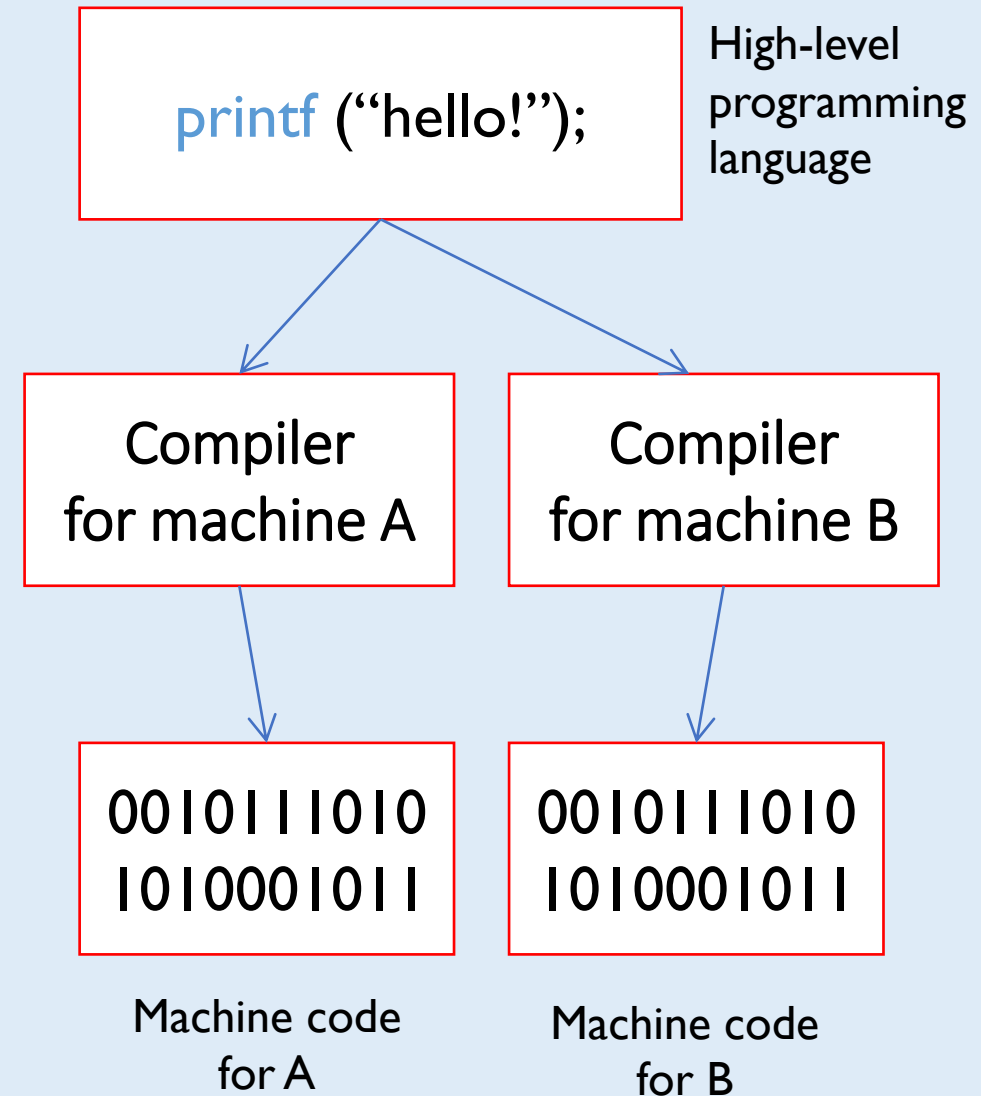 printf (“hello!”);
High-level
programming
language
Compiler
for machine A
Compiler
for machine B
0010111010
1010001011
0010111010
1010001011
Machine code
for A
Machine code
for B